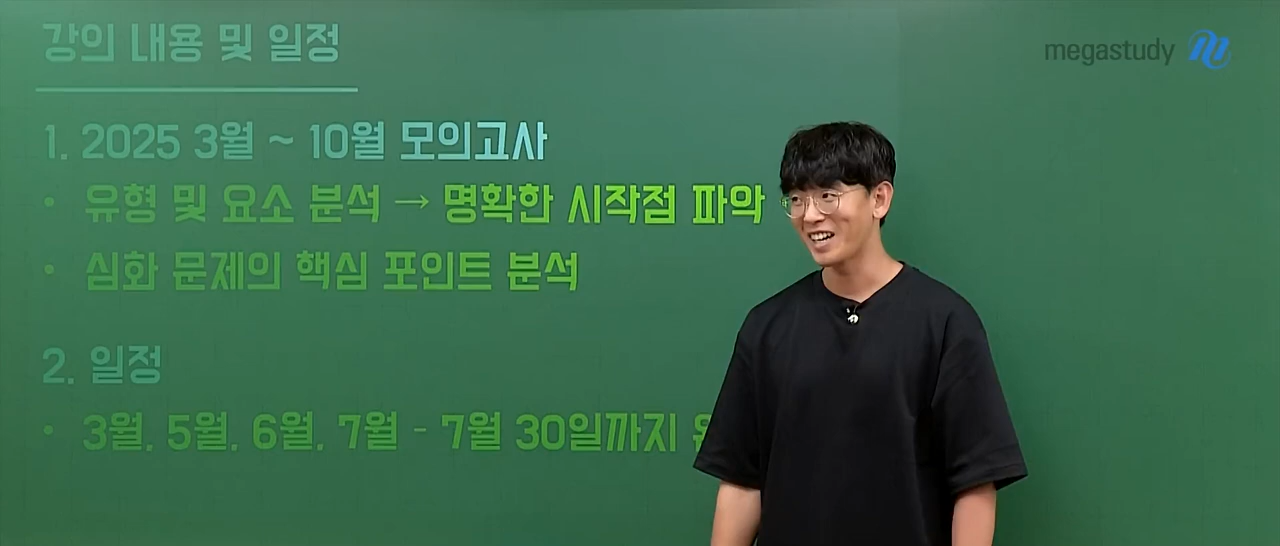 강의 내용 및 일정
megastudy
1. 2025 3월 ~ 10월 모의고사
• 유형 및 요소 분석 → 명확한 시작점 파악
• 심화 문제의 핵심 포인트 분석
2. 일정
• 3월, 5월, 6월, 7월 - 7월 30일까지